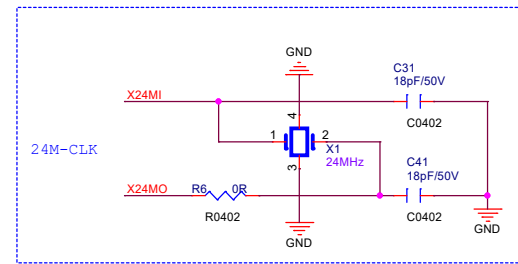 GND
C31
18pF/50V
X24MI
C0402
4
1
2
X1
24MHz
24M-CLK
3
C41
18pF/50V
X24MO
R6
0R
R0402
C0402
GND
GND